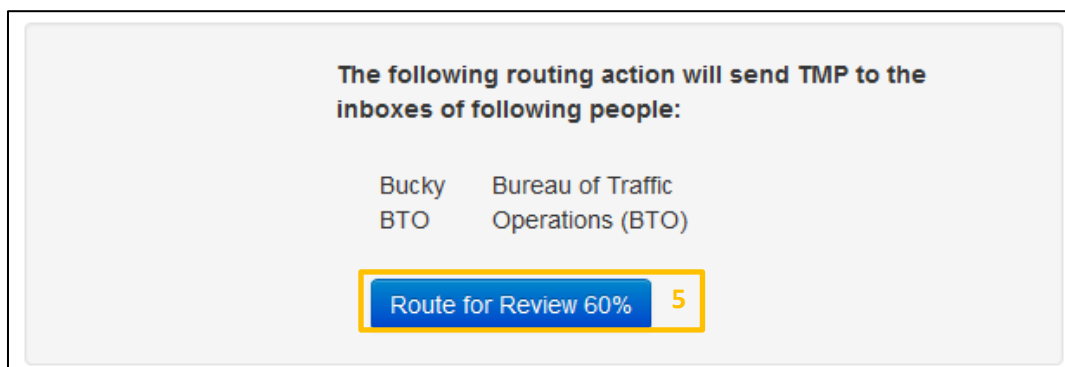 The following routing action will send TMP to the
inboxes of following people:
Bucky Bureau of Traffic
BTO Operations (BTO)
Route for Review 60% 5